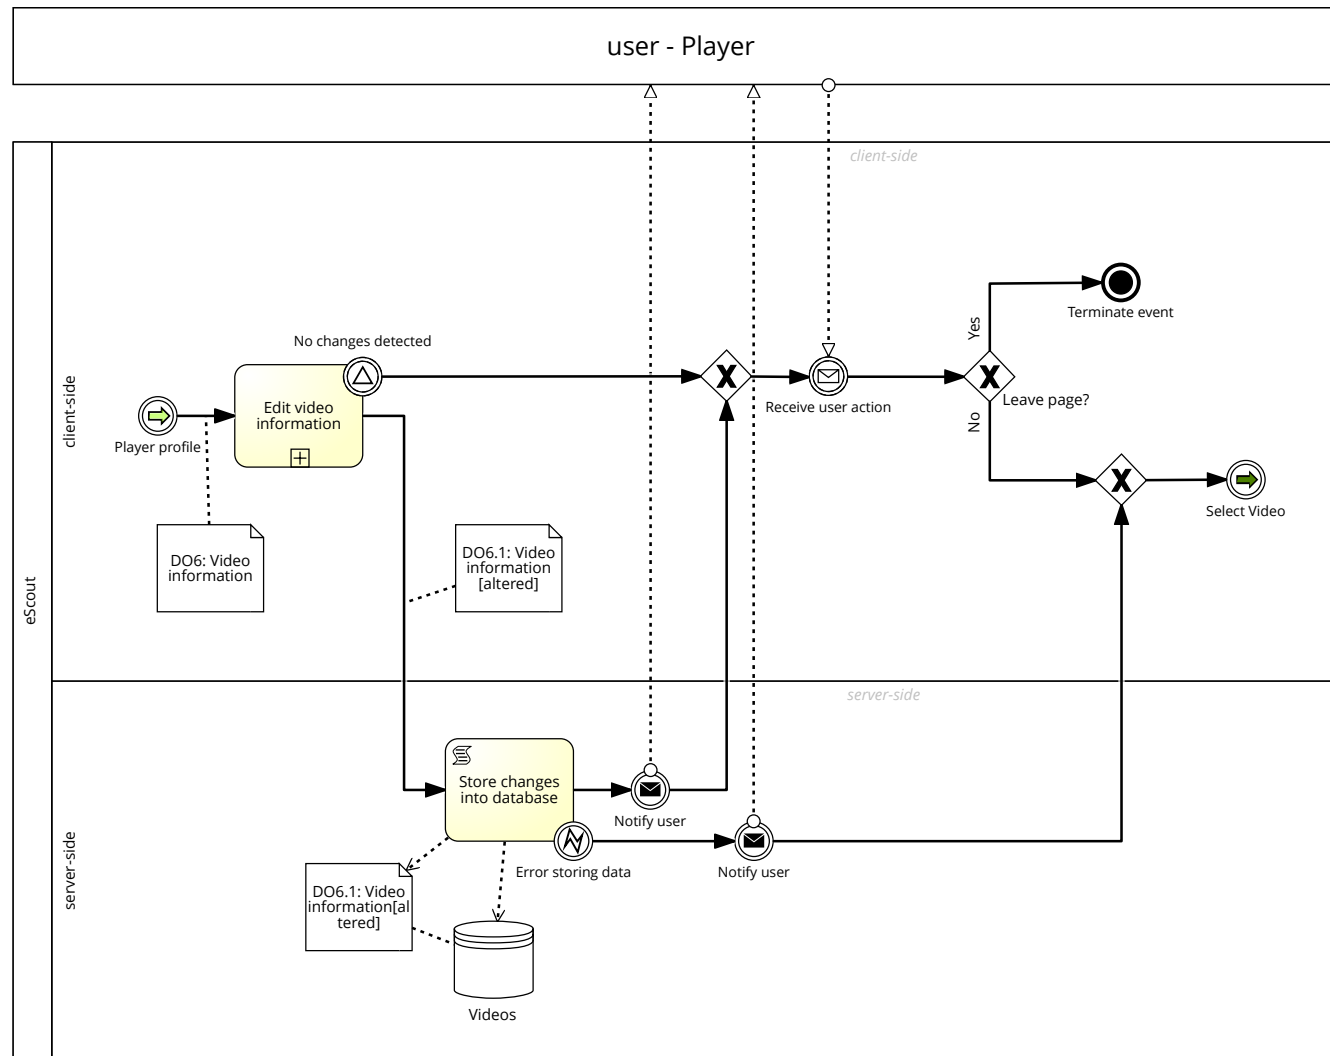 user - Player
client-side
Yes
Terminate event
No changes detected
Edit video
information
Player profile
client-side
Receive user action
Leave page?
No
Select Video
DO6: Video
information
DO6.1: Video
information
[altered]
eScout
server-side
Store changes
into database
Notify user
Error storing data
Notify user
server-side
DO6.1: Video
information[al
tered]
Videos